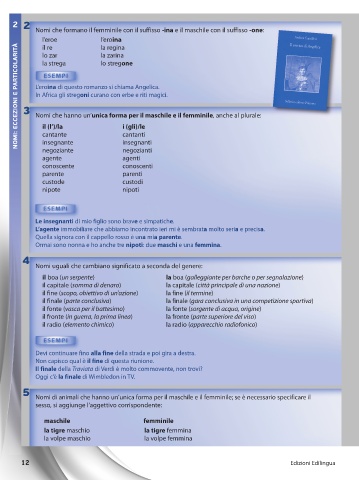 2
NOMI: ECCEZIONI E PARTICOLARITÀ
2 Nomi che formano il femminile con il suffisso -ina e il maschile con il suffisso -one:
l'eroe l'eroina
il re la regina
lo zar la zarina
la strega lo stregone
ESEMPI
L'eroina di questo romanzo si chiama Angelica.
In Africa gli stregoni curano con erbe e riti magici.
3 Nomi che hanno un'unica forma per il maschile e il femminile, anche al plurale:
il (l')/la i (gli)/le
cantante cantanti
insegnante insegnanti
negoziante negozianti
agente agenti
conoscente conoscenti
parente parenti
custode custodi
nipote nipoti
ESEMPI
Le insegnanti di mio figlio sono brave e simpatiche.
L'agente immobiliare che abbiamo incontrato ieri mi è sembrata molto seria e precisa.
Quella signora con il cappello rosso è una mia parente.
Ormai sono nonna e ho anche tre nipoti: due maschi e una femmina.
4 Nomi uguali che cambiano significato a seconda del genere:
il boa (un serpente) la boa (galleggiante per barche o per segnalazione)
il capitale (somma di denaro) la capitale (città principale di una nazione)
il fine (scopo, obiettivo di un'azione) la fine (il termine)
il finale (parte conclusiva) la finale (gara conclusiva in una competizione sportiva)
il fonte (vasca per il battesimo) la fonte (sorgente di acqua, origine)
il fronte (in guerra, la prima linea) la fronte (parte superiore del viso)
il radio (elemento chimico) la radio (apparecchio radiofonico)
ESEMPI
Devi continuare fino alla fine della strada e poi gira a destra.
Non capisco qual è il fine di questa riunione.
Il finale della Traviata di Verdi è molto commovente, non trovi?
Oggi c'è la finale di Wimbledon in TV.
5 Nomi di animali che hanno un'unica forma per il maschile e il femminile; se è necessario specificare il
sesso, si aggiunge l'aggettivo corrispondente:
maschile femminile
la tigre maschio la tigre femmina
la volpe maschio la volpe femmina
12 Edizioni Edilingua